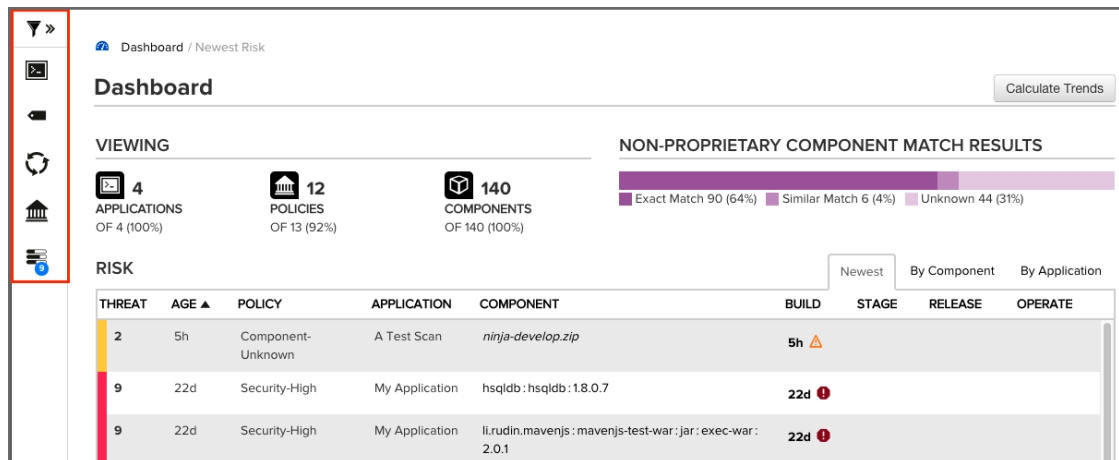 Dashboard / Newest Risk
Dashboard
Calculate Trends
VIEWING
NON-PROPRIETARY COMPONENT MATCH RESULTS
4
12
140
APPLICATIONS
POLICIES
COMPONENTS
OF 4 (100%)
OF 13 (92%)
OF 140 (100%)
Exact Match 90 (64%) Similar Match 6 (4%) Unknown 44 (31%)
9
RISK
Newest By Component By Application
THREAT AGE ▲ POLICY APPLICATION COMPONENT BUILD STAGE RELEASE OPERATE
2 5h Component-Unknown A Test Scan ninja-develop.zip 5h
9 22d Security-High My Application hsqldb : hsqldb : 1.8.0.7 22d
9 22d Security-High My Application li.rudin.mavenjs : mavenjs-test-war : jar : exec-war : 22d
2.0.1